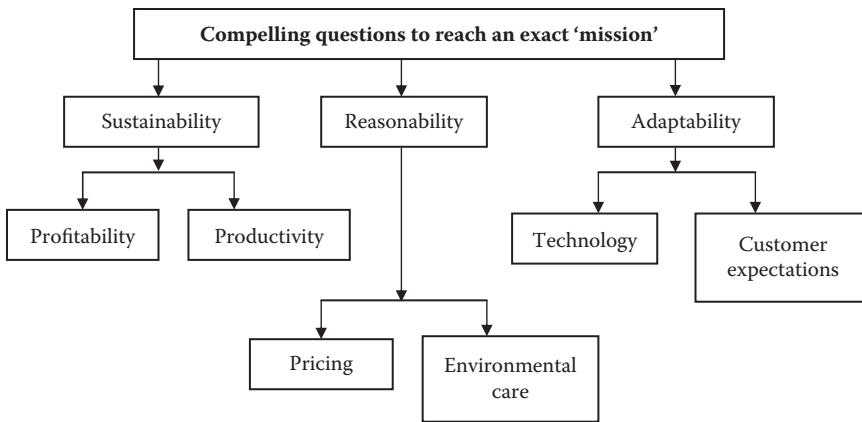 Compelling questions to reach an exact ‘mission’
Sustainability
Reasonability
Adaptability
Profitability
Productivity
Technology
Customer
expectations
Pricing
Environmental
care